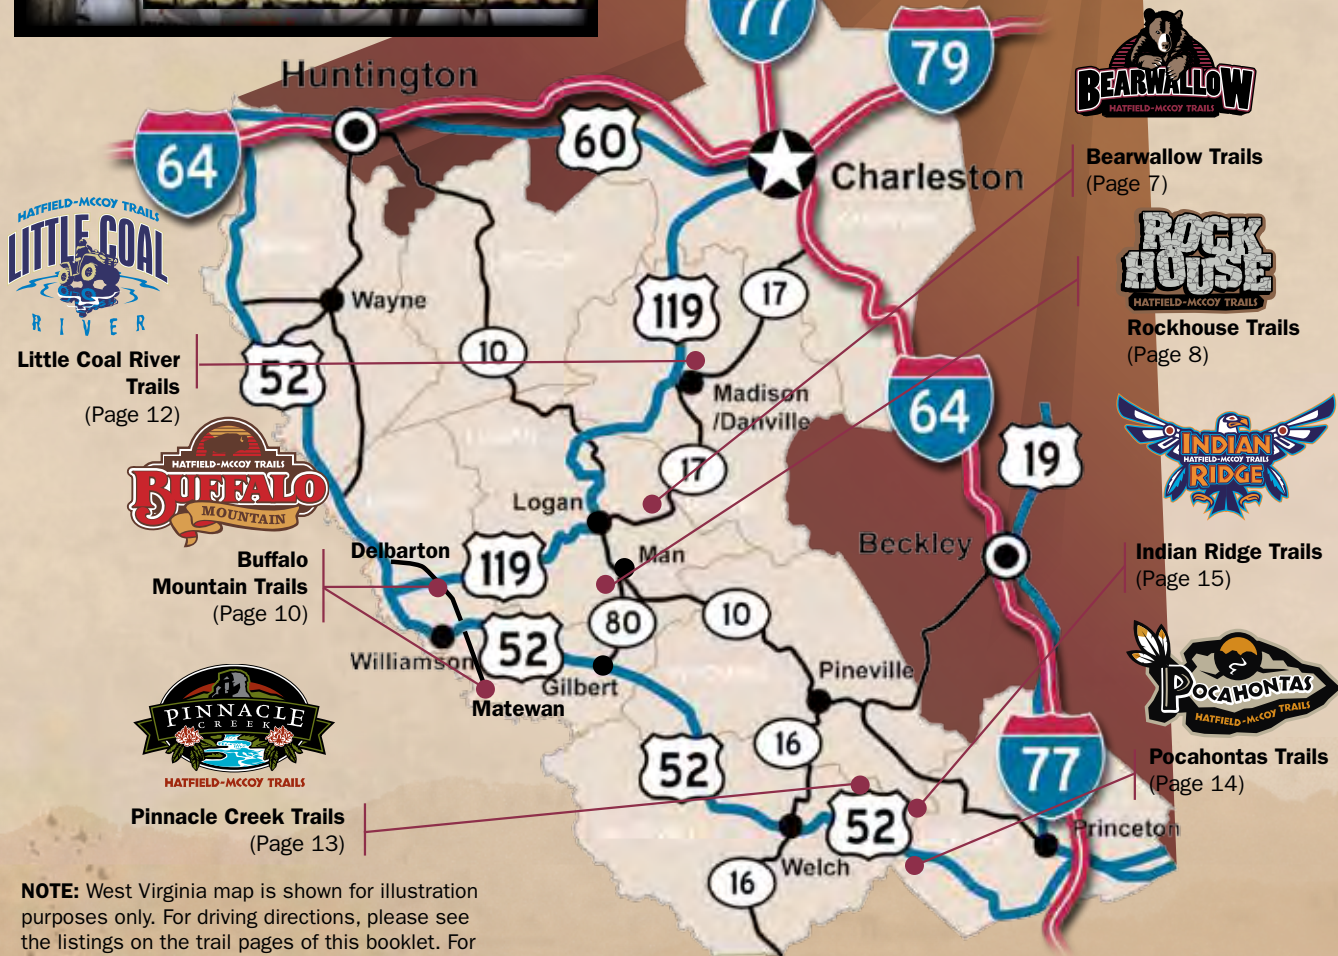 77
79
Huntington
64
60
Charleston
BEARWALLOW
HATFIELD-MCCOY TRAILS
Bearwallow Trails
(Page 7)
HATFIELD-MCCOY TRAILS
LITTLE COAL
RIVER
Little Coal River
Trails
(Page 12)
Wayne
52
10
119
17
Madison
/Danville
64
19
ROCK
HOUSE
HATFIELD-MCCOY TRAILS
Rockhouse Trails
(Page 8)
HATFIELD-MCCOY TRAILS
BUFFALO
MOUNTAIN
Buffalo
Mountain Trails
(Page 10)
17
Logan
119
Man
Delbarton
80
10
52
Williamson
Gilbert
Matewan
Beckley
Pineville
INDIAN
HATFIELD-MCCOY TRAILS
RIDGE
Indian Ridge Trails
(Page 15)
POCAHONTAS
HATFIELD-MCCOY TRAILS
Pocahontas Trails
(Page 14)
PINNACLE
CREEK
HATFIELD-MCCOY TRAILS
Pinnacle Creek Trails
(Page 13)
52
16
52
77
Princeton
Welch
16
NOTE: West Virginia map is shown for illustration
purposes only. For driving directions, please see
the listings on the trail pages of this booklet. For